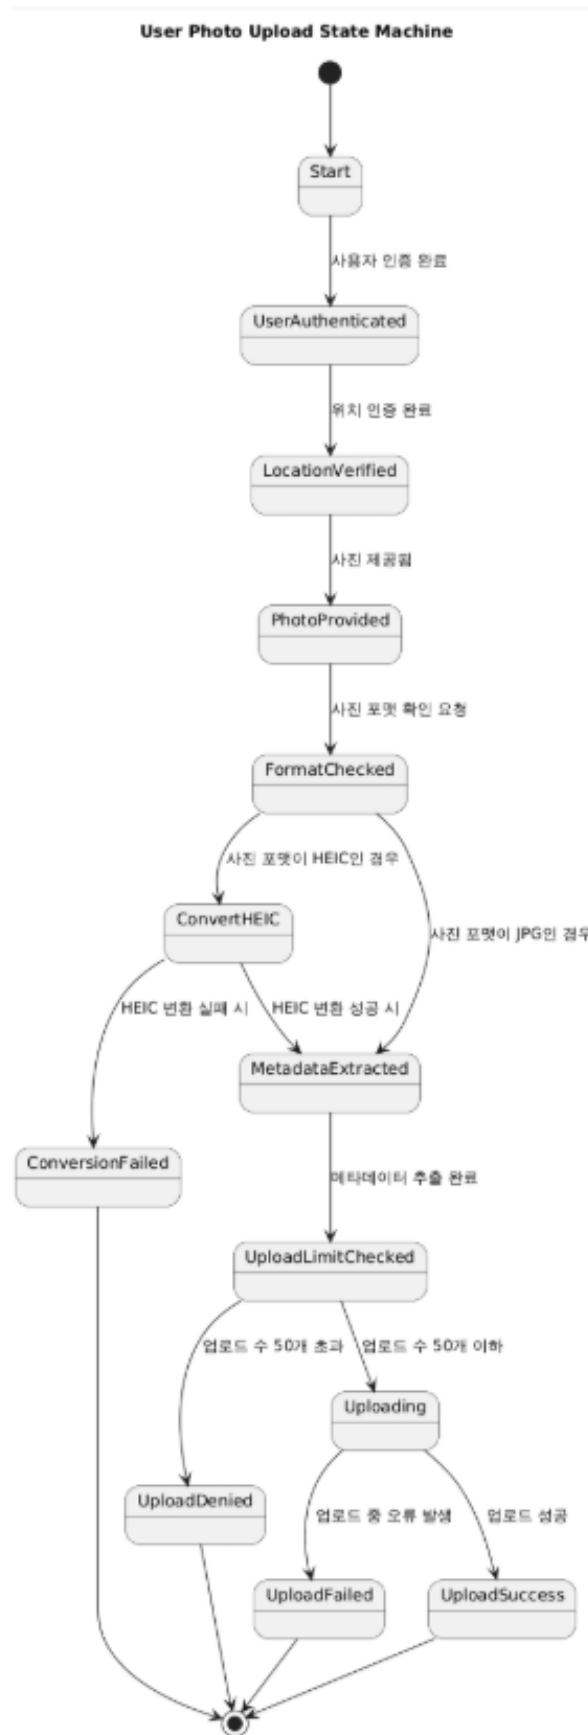 User Photo Upload State Machine
Start
사용자 인증 완료
UserAuthenticated
위치 인증 완료
LocationVerified
사진 제공됨
PhotoProvided
사진 포맷 확인 요청
FormatChecked
사진 포맷이 HEIC인 경우
ConvertHEIC
사진 포맷이 JPG인 경우
HEIC 변환 실패 시
HEIC 변환 성공 시
MetadataExtracted
ConversionFailed
메타데이터 추출 완료
UploadLimitChecked
업로드 수 50개 초과
업로드 수 50개 이하
Uploading
UploadDenied
업로드 중 오류 발생
업로드 성공
UploadFailed
UploadSuccess